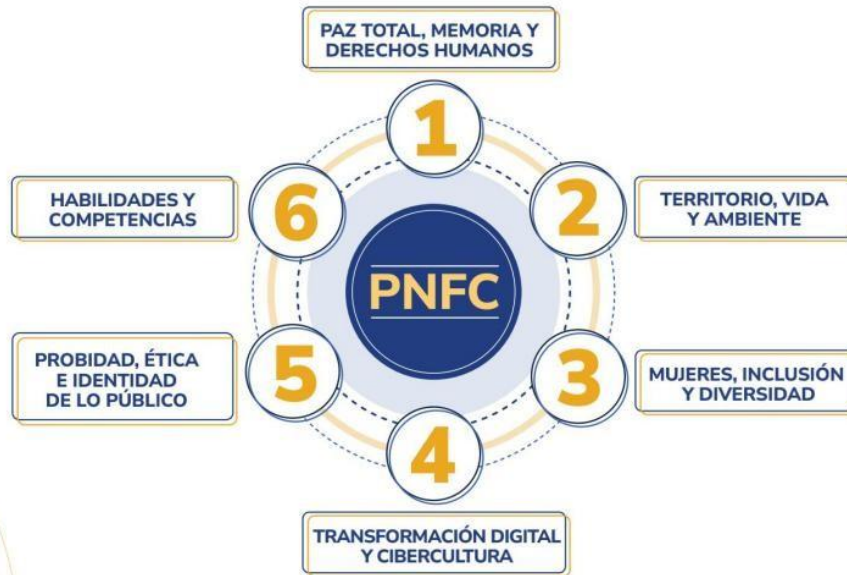 PAZ TOTAL, MEMORIA Y
DERECHOS HUMANOS
1
6
HABILIDADES Y
COMPETENCIAS
2
TERRITORIO, VIDA
Y AMBIENTE
PNFC
5
PROBIDAD, ÉTICA
E IDENTIDAD
DE LO PÚBLICO
3
MUJERES, INCLUSIÓN
Y DIVERSIDAD
4
TRANSFORMACIÓN DIGITAL
Y CIBERCULTURA